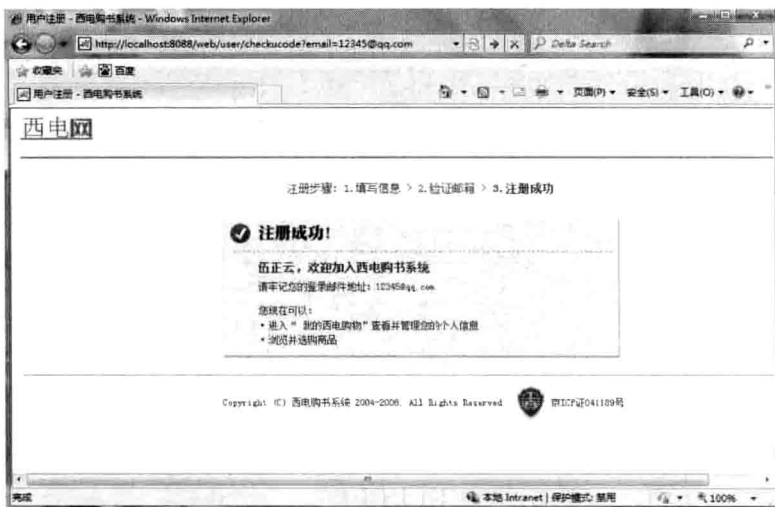 用户注册 - 西电购书系统 - Windows Internet Explorer
http://localhost:8088/web/user/checkucode?email=12345@qq.com
Delta Search
收藏夹 百度
用户注册 - 西电购书系统
页面(P) 安全(S) 工具(O)
西电网
注册步骤: 1.填写信息 > 2.验证邮箱 > 3.注册成功
注册成功!
伍正云，欢迎加入西电购书系统
请牢记您的登录邮件地址: 12345@qq.com
您现在可以:
• 进入 " 我的西电购物" 查看并管理您的个人信息
• 浏览并选购商品
Copyright (C) 西电购书系统 2004-2008. All Rights Reserved 京ICP证041189号
完成 本地 Intranet | 保护模式: 禁用 100%